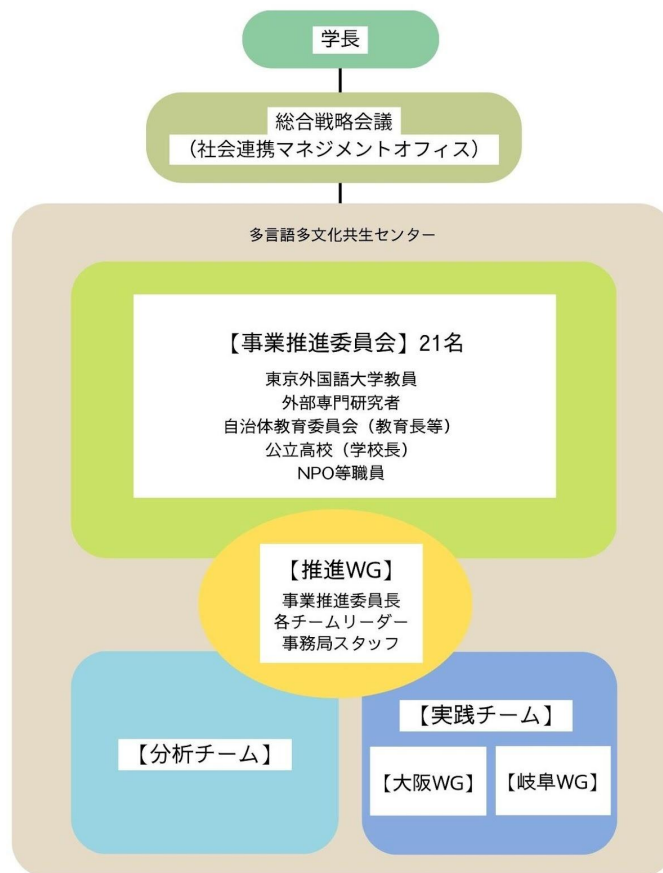 学長
総合戦略会議
（社会連携マネジメントオフィス）
多言語多文化共生センター
【事業推進委員会】21名
東京外国語大学教員
外部専門研究者
自治体教育委員会（教育長等）
公立高校（学校長）
NPO等職員
【推進WG】
事業推進委員長
各チームリーダー
事務局スタッフ
【分析チーム】
【実践チーム】
【大阪WG】
【岐阜WG】